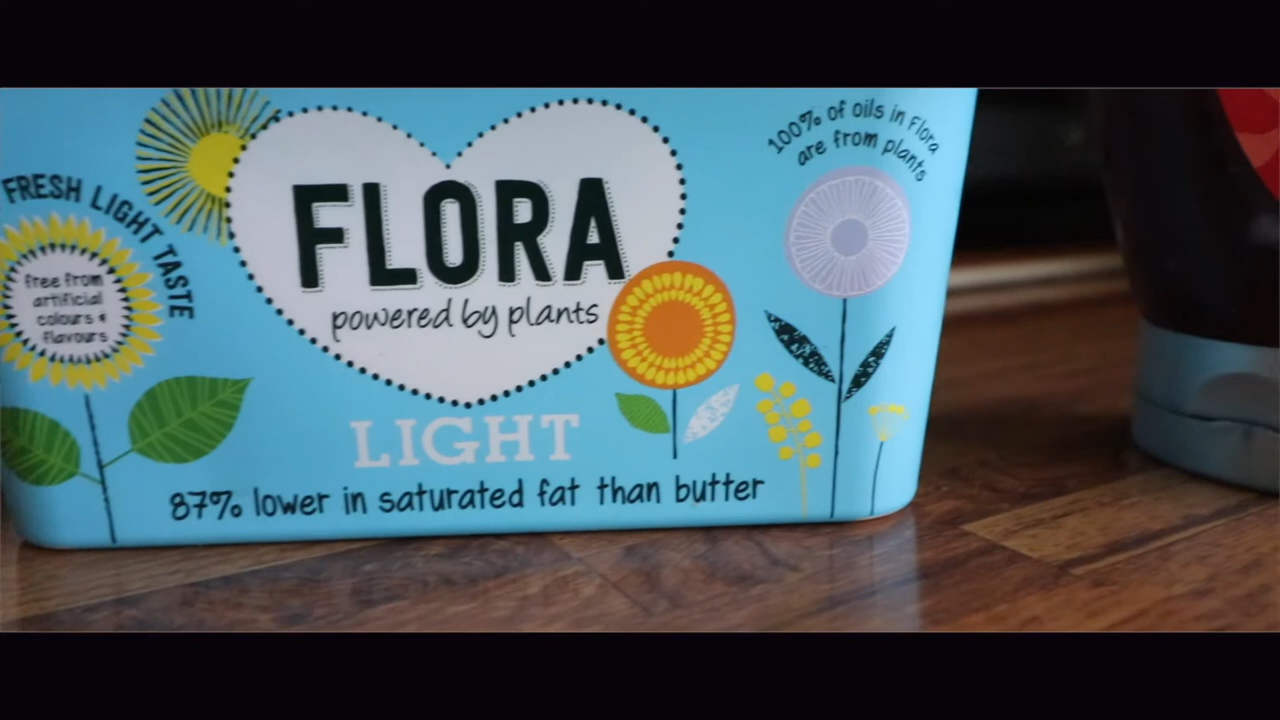 FRESH LIGHT TASTE
free from
artificial
colours &
flavours
FLORA
powered by plants
LIGHT
87% lower in saturated fat than butter
100% of oils in Flora
are from plants